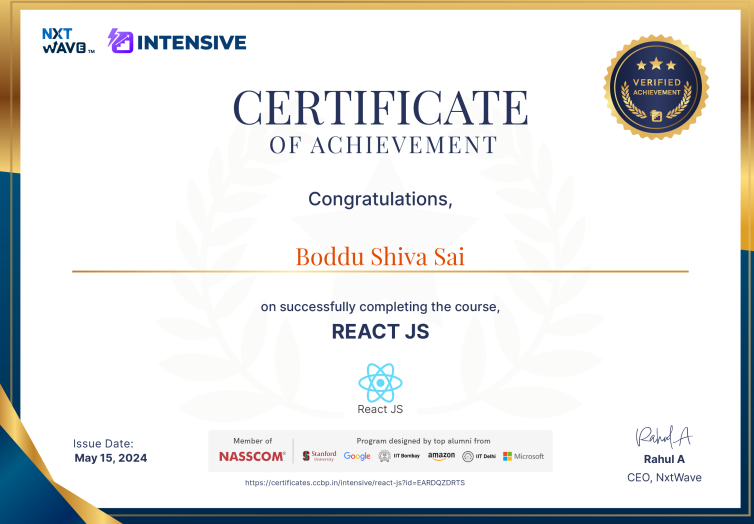 NXT
WAVE™
INTENSIVE
VERIFIED
ACHIEVEMENT
CERTIFICATE
OF ACHIEVEMENT
Congratulations,
Boddu Shiva Sai
on successfully completing the course,
REACT JS
React JS
Issue Date:
May 15, 2024
Member of
NASSCOM®
Program designed by top alumni from
Stanford
University
Google
IIT Bombay
amazon
IIT Delhi
Microsoft
https://certificates.ccbp.in/intensive/react-js?id=EARDQZDRTS
Rahul A
Rahul A
CEO, NxtWave